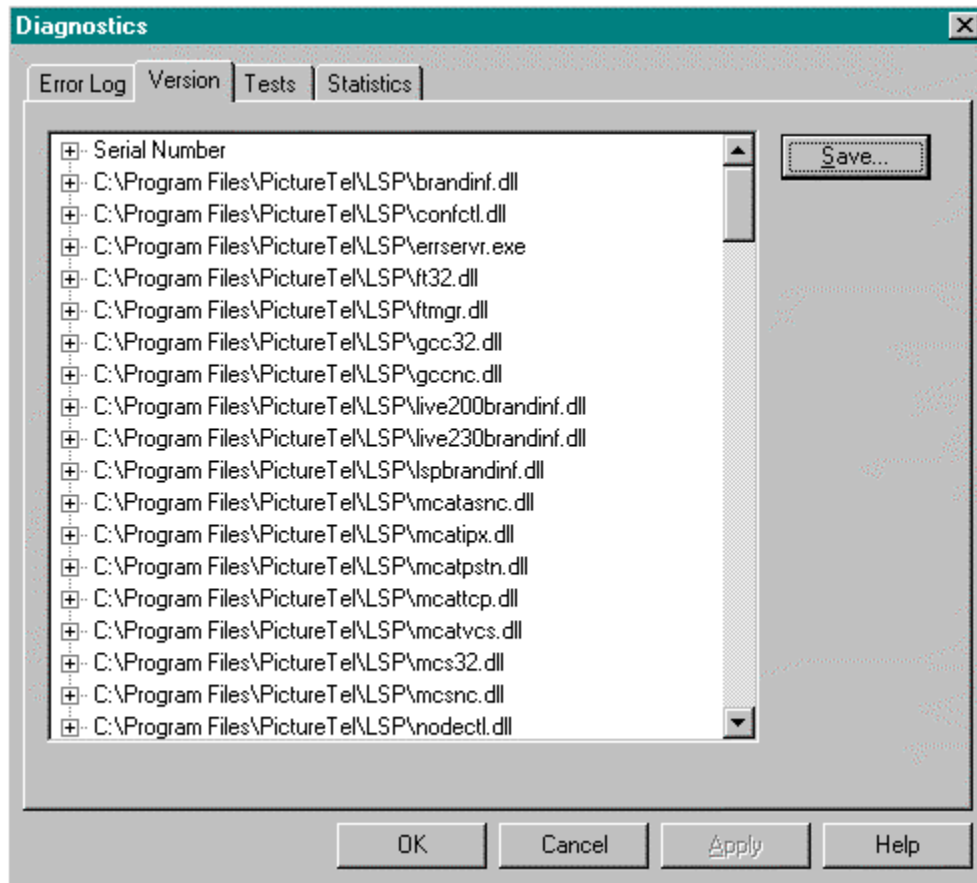 Diagnostics
Error Log Version Tests Statistics
Serial Number
Save...
C:\Program Files\PictureTel\LSP\brandinf.dll
C:\Program Files\PictureTel\LSP\confctl.dll
C:\Program Files\PictureTel\LSP\errservr.exe
C:\Program Files\PictureTel\LSP\ft32.dll
C:\Program Files\PictureTel\LSP\ftmgr.dll
C:\Program Files\PictureTel\LSP\gcc32.dll
C:\Program Files\PictureTel\LSP\gccnc.dll
C:\Program Files\PictureTel\LSP\live200brandinf.dll
C:\Program Files\PictureTel\LSP\live230brandinf.dll
C:\Program Files\PictureTel\LSP\lspbrandinf.dll
C:\Program Files\PictureTel\LSP\mcatasnc.dll
C:\Program Files\PictureTel\LSP\mcatipx.dll
C:\Program Files\PictureTel\LSP\mcatpstn.dll
C:\Program Files\PictureTel\LSP\mcattcp.dll
C:\Program Files\PictureTel\LSP\mcatvcs.dll
C:\Program Files\PictureTel\LSP\mcs32.dll
C:\Program Files\PictureTel\LSP\mcsnc.dll
C:\Program Files\PictureTel\LSP\nodectl.dll
OK Cancel Apply Help